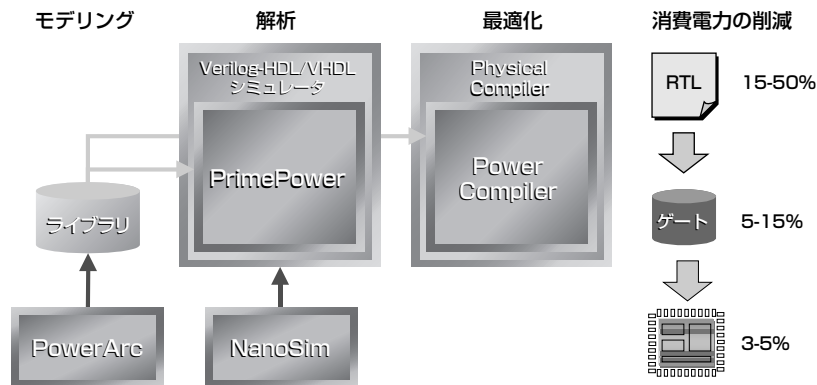 モデリング
解析
最適化
消費電力の削減
Verilog-HDL/VHDL
シミュレータ
PrimePower
Physical
Compiler
Power
Compiler
ライブラリ
PowerArc
NanoSim
RTL
15-50%
ゲート
5-15%
3-5%